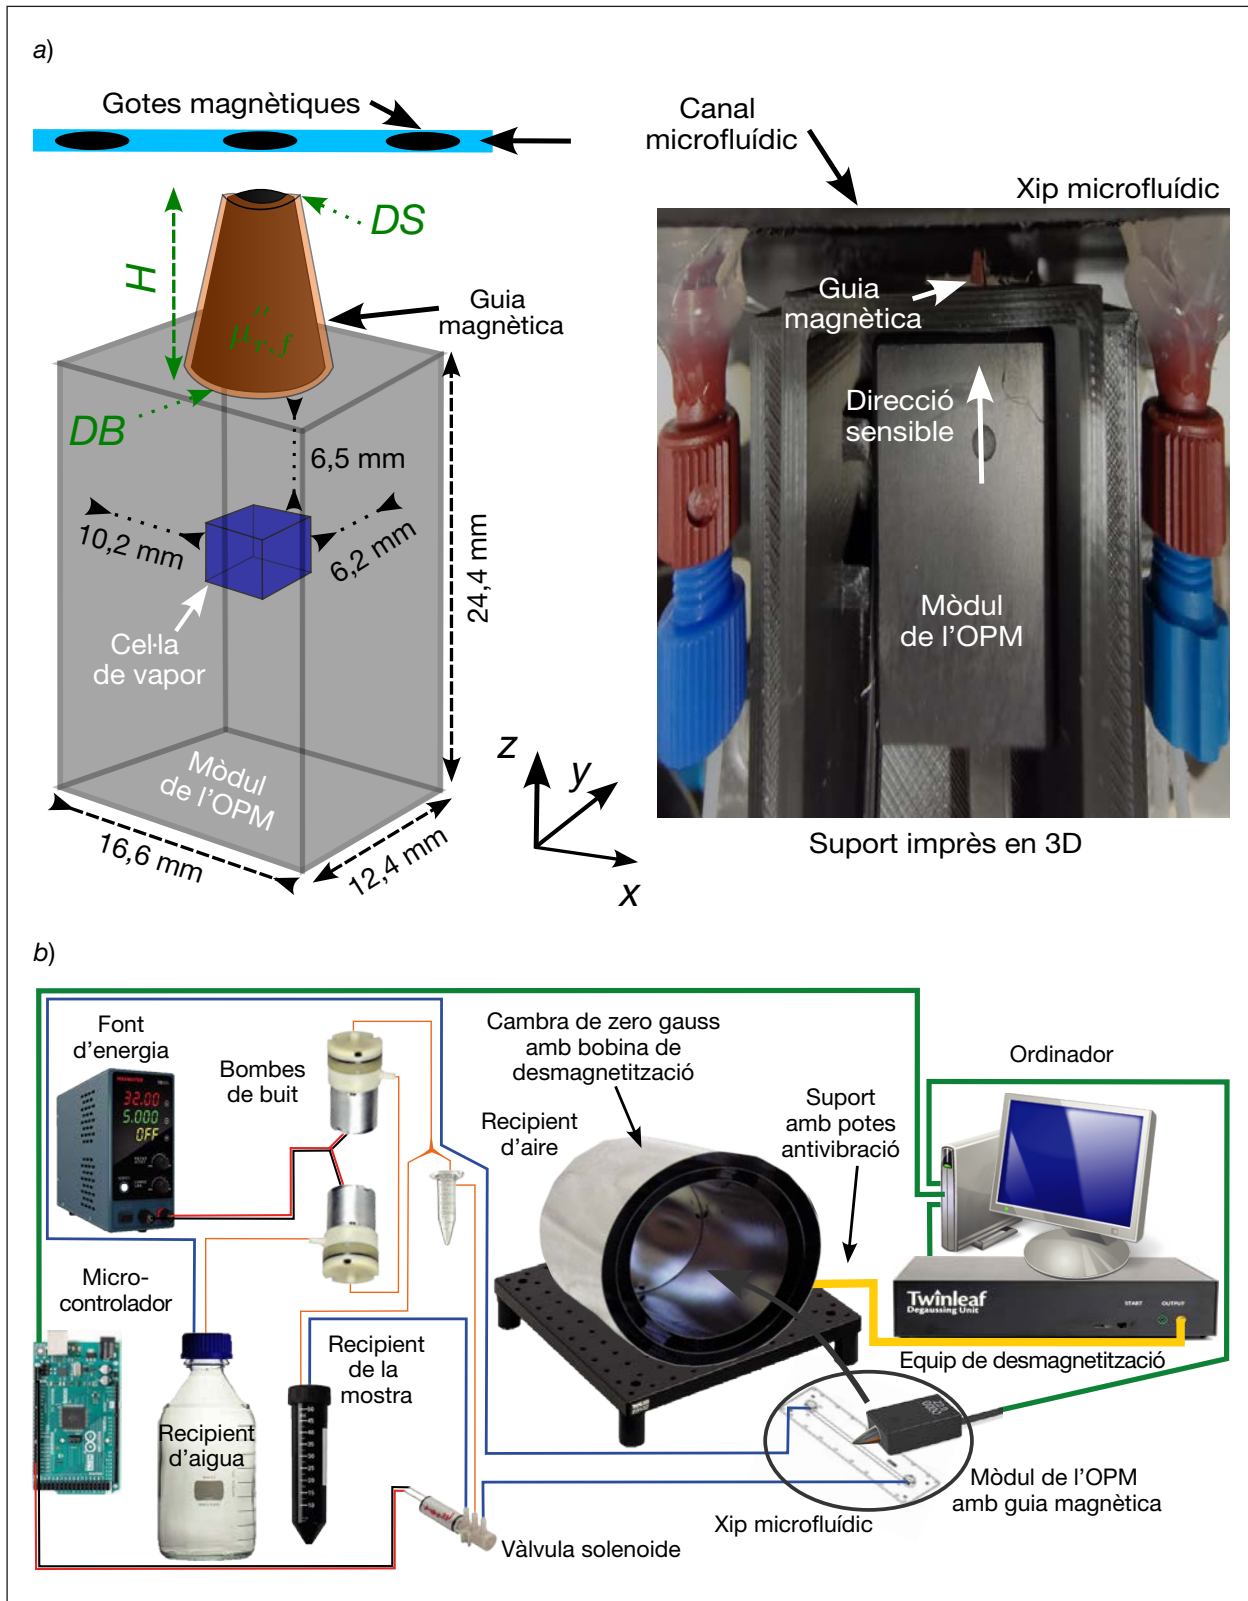 a)
Gotes magnètiques
DS
H
Guia
magnètica
μ''r,f
DB
6,5 mm
10,2 mm
6,2 mm
24,4 mm
Cel·la
de vapor
Mòdul
de l'OPM
16,6 mm
12,4 mm
z
y
x
Canal
microfluídic
Xip microfluídic
Guia
magnètica
Direcció
sensible
Mòdul
de l'OPM
Suport imprès en 3D
b)
Font
d'energia
32.00
5.000
OFF
Bombes
de buit
Cambra de zero gauss
amb bobina de
desmagnetització
Recipient
d'aire
Suport
amb potes
antivibració
Ordinador
Micro-
controlador
Recipient
d'aigua
Recipient
de la
mostra
Twinleaf
Degaussing Unit
START
OUTPUT
Equip de desmagnetització
Mòdul de l'OPM
amb guia magnètica
Xip microfluídic
Vàlvula solenoide